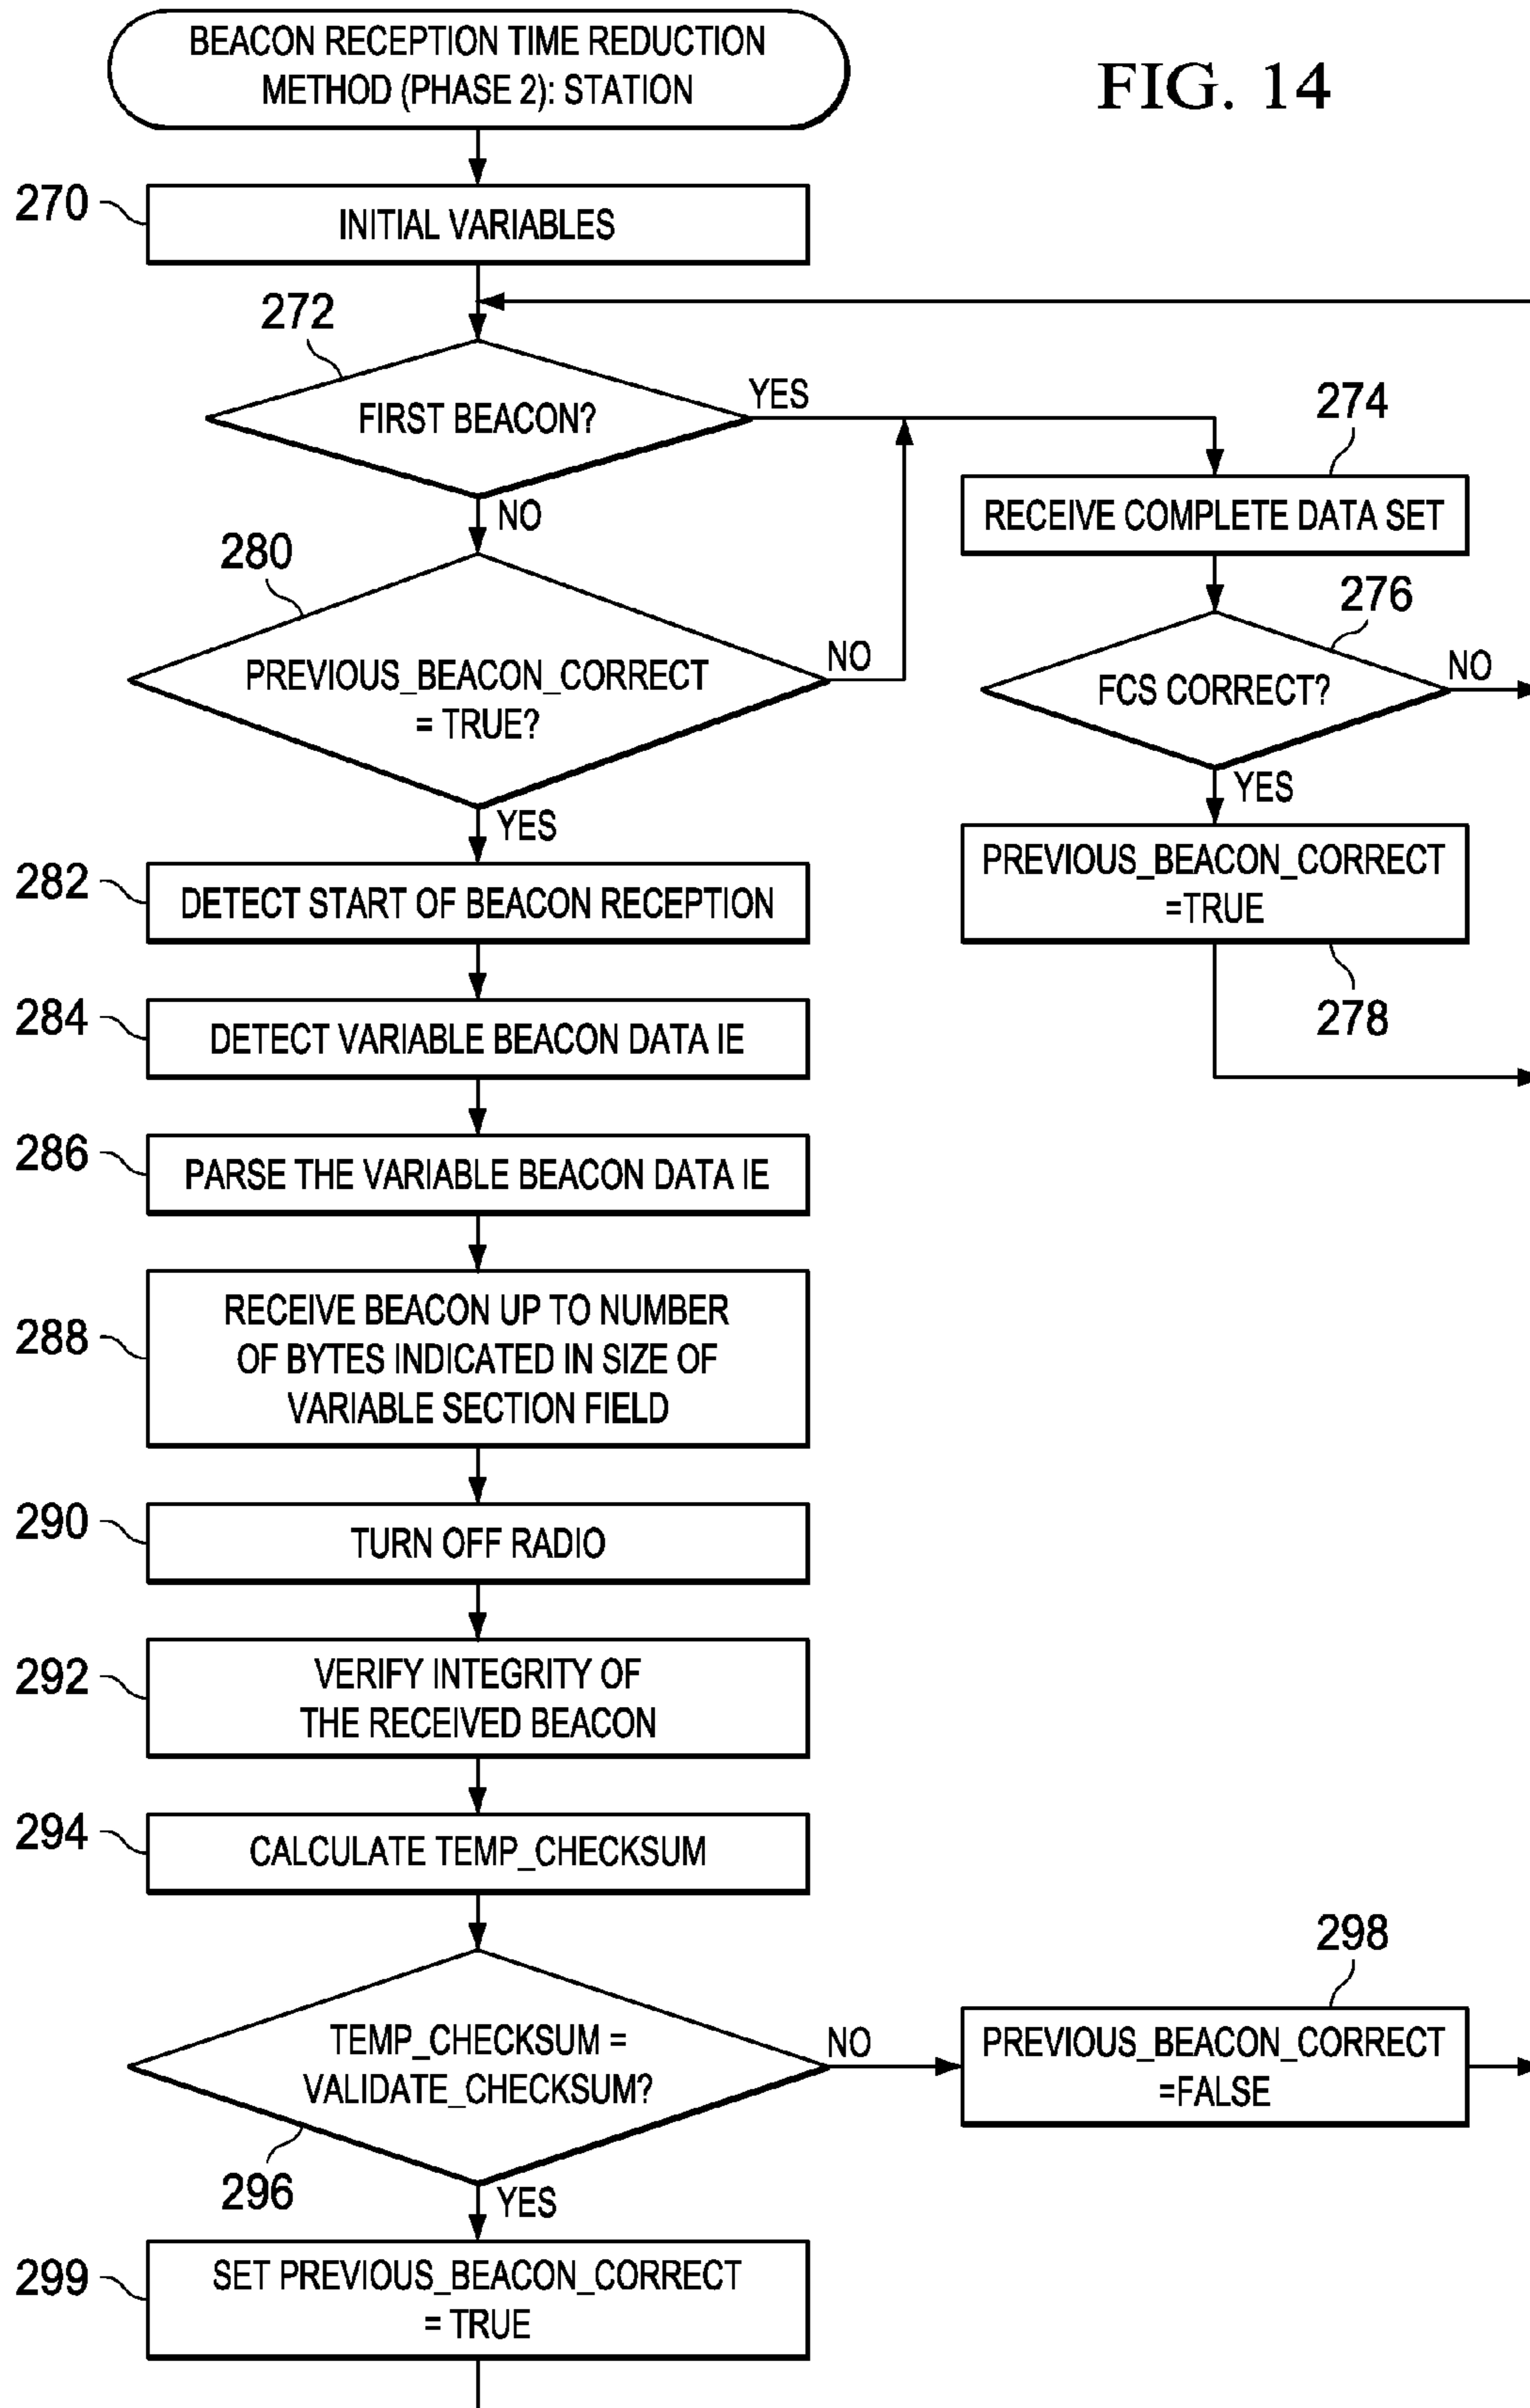 BEACON RECEPTION TIME REDUCTION
METHOD (PHASE 2): STATION
FIG. 14
270
INITIAL VARIABLES
272
FIRST BEACON?
YES
NO
274
RECEIVE COMPLETE DATA SET
276
FCS CORRECT?
NO
YES
PREVIOUS_BEACON_CORRECT
=TRUE
278
280
PREVIOUS_BEACON_CORRECT
= TRUE?
NO
YES
282
DETECT START OF BEACON RECEPTION
284
DETECT VARIABLE BEACON DATA IE
286
PARSE THE VARIABLE BEACON DATA IE
288
RECEIVE BEACON UP TO NUMBER
OF BYTES INDICATED IN SIZE OF
VARIABLE SECTION FIELD
290
TURN OFF RADIO
292
VERIFY INTEGRITY OF
THE RECEIVED BEACON
294
CALCULATE TEMP_CHECKSUM
TEMP_CHECKSUM =
VALIDATE_CHECKSUM?
296
NO
YES
298
PREVIOUS_BEACON_CORRECT
=FALSE
299
SET PREVIOUS_BEACON_CORRECT
= TRUE